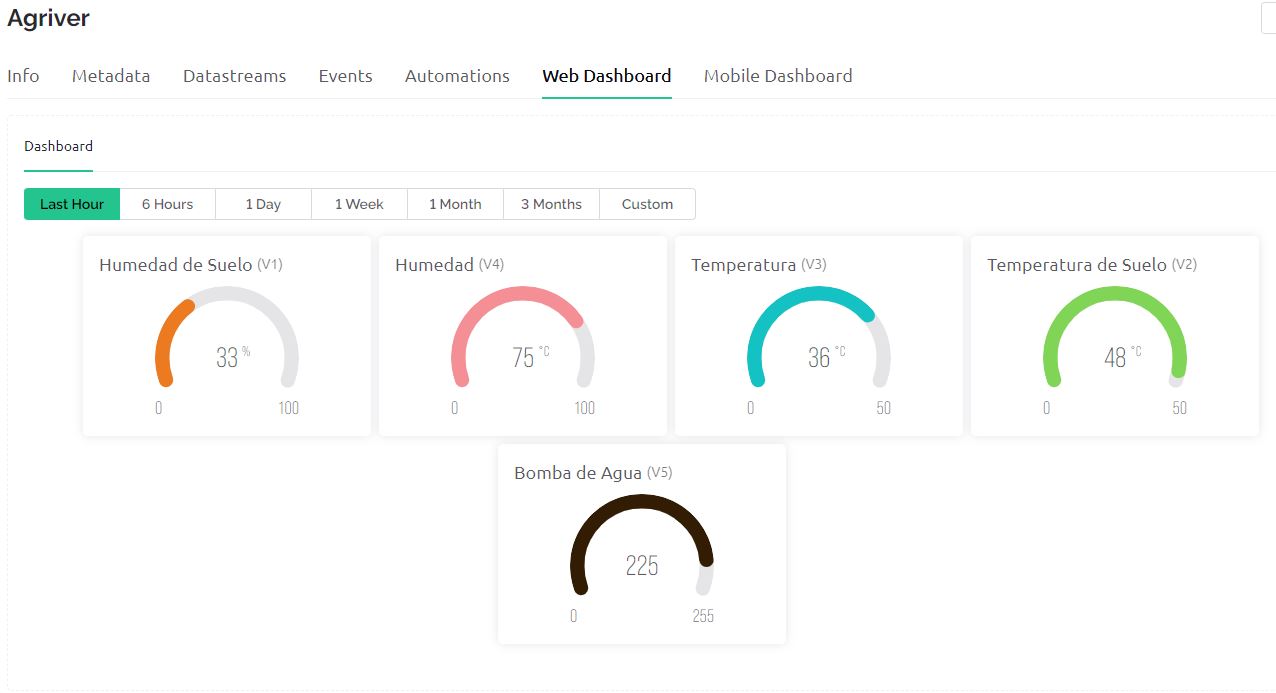 Agriver
Info Metadata Datastreams Events Automations Web Dashboard Mobile Dashboard
Dashboard
Last Hour 6 Hours 1 Day 1 Week 1 Month 3 Months Custom
Humedad de Suelo (V1) Humedad (V4) Temperatura (V3) Temperatura de Suelo (V2)
33 % 75 °C 36 °C 48 °C
0 100 0 100 0 50 0 50
Bomba de Agua (V5)
225
0 255